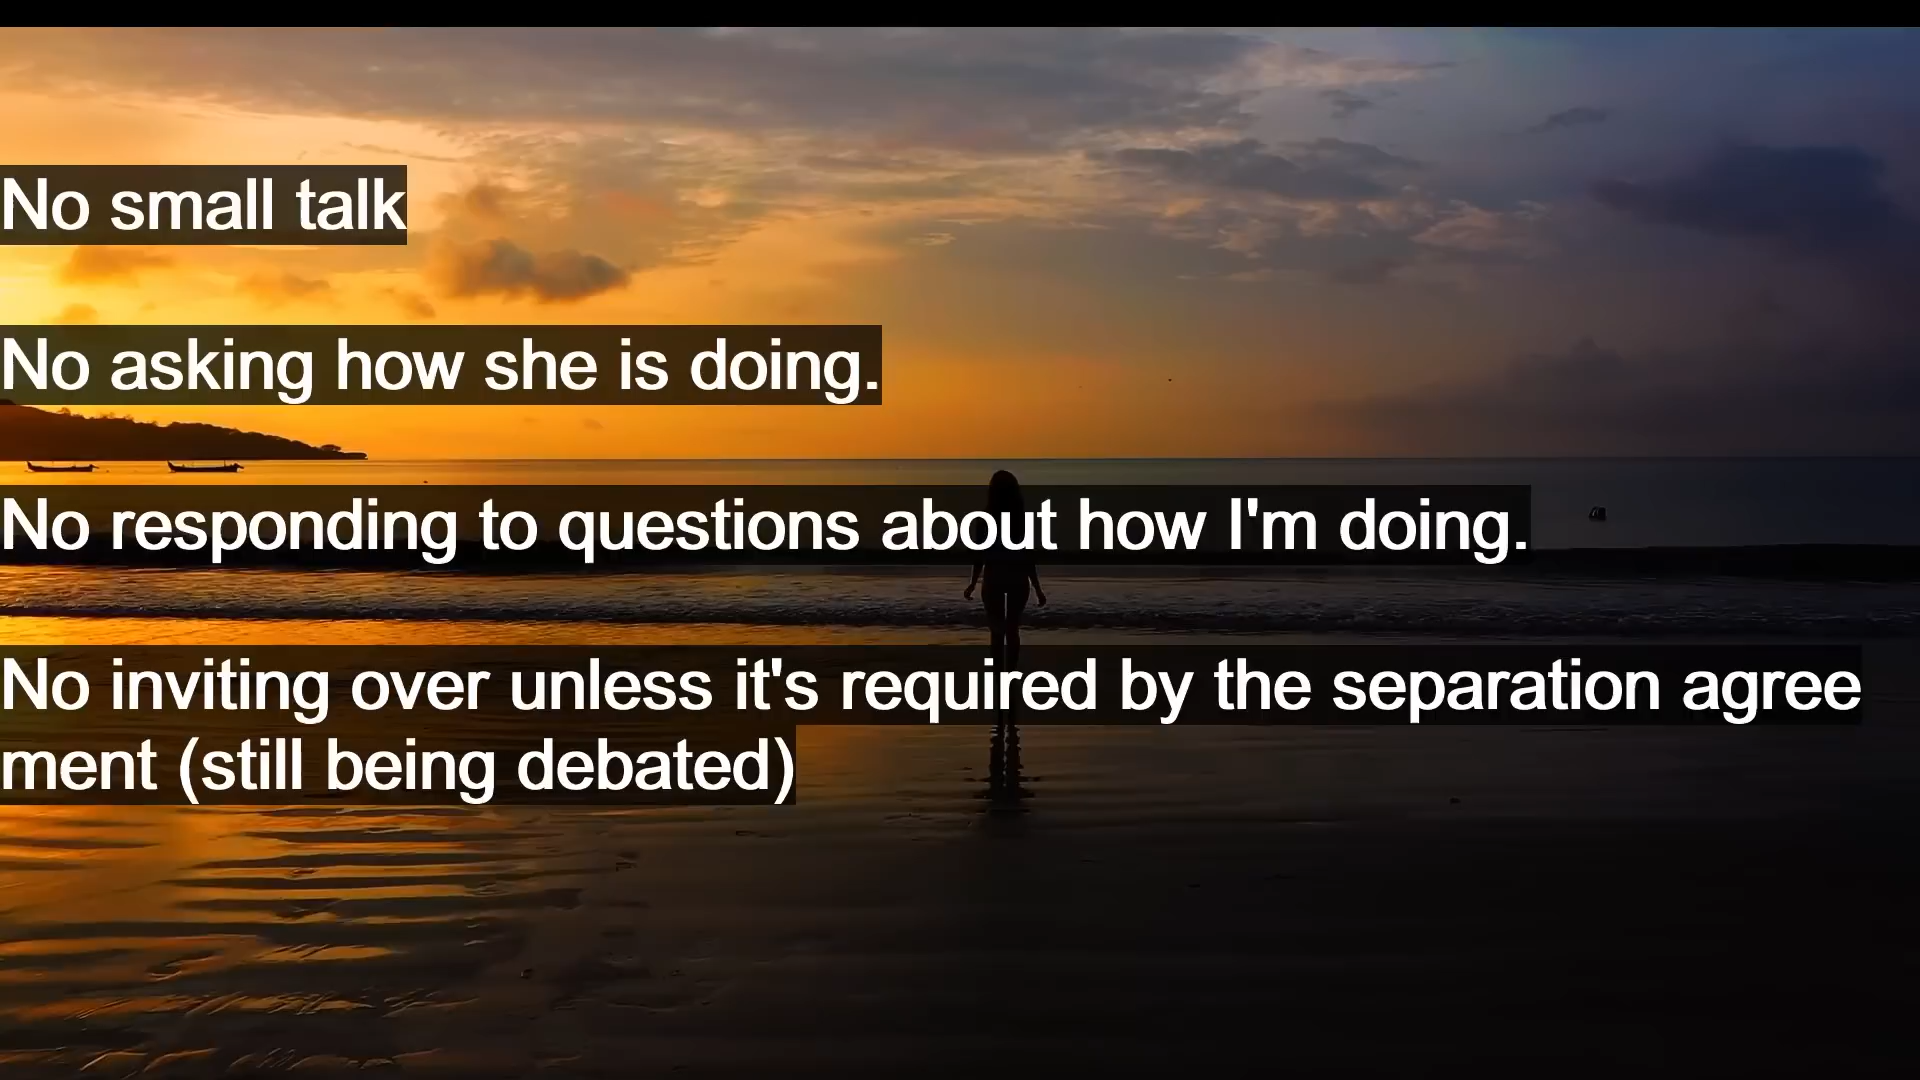 No small talk
No asking how she is doing.
No responding to questions about how I'm doing.
No inviting over unless it's required by the separation agree
ment (still being debated)